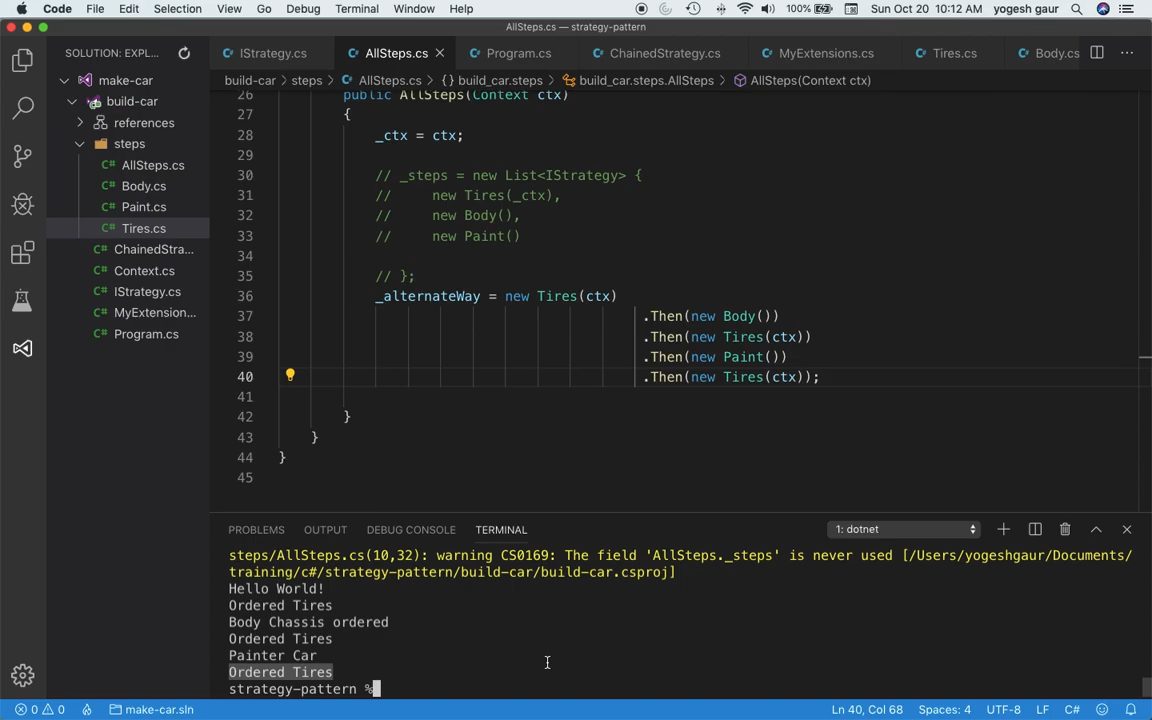 Code File Edit Selection View Go Debug Terminal Window Help 100% Sun Oct 20 10:12 AM yogesh gaur
AllSteps.cs — strategy-pattern
SOLUTION: EXPL...
C# IStrategy.cs C# AllSteps.cs C# Program.cs C# ChainedStrategy.cs C# MyExtensions.cs C# Tires.cs C# Body.cs
build-car > steps > C# AllSteps.cs > {} build_car.steps > build_car.steps.AllSteps > AllSteps(Context ctx)
make-car
build-car
references
steps
C# AllSteps.cs
C# Body.cs
C# Paint.cs
C# Tires.cs
C# ChainedStra...
C# Context.cs
C# IStrategy.cs
C# MyExtension...
C# Program.cs
26 public AllSteps(Context ctx)
27 {
28 _ctx = ctx;
29
30 // _steps = new List<IStrategy> {
31 // new Tires(_ctx),
32 // new Body(),
33 // new Paint()
34
35 // };
36 _alternateWay = new Tires(ctx)
37 .Then(new Body())
38 .Then(new Tires(ctx))
39 .Then(new Paint())
40 .Then(new Tires(ctx));
41
42 }
43 }
44 }
45
PROBLEMS OUTPUT DEBUG CONSOLE TERMINAL 1: dotnet
steps/AllSteps.cs(10,32): warning CS0169: The field 'AllSteps._steps' is never used [/Users/yogeshgaur/Documents/
training/c#/strategy-pattern/build-car/build-car.csproj]
Hello World!
Ordered Tires
Body Chassis ordered
Ordered Tires
Painter Car
Ordered Tires
strategy-pattern %
0 0 make-car.sln Ln 40, Col 68 Spaces: 4 UTF-8 LF C#